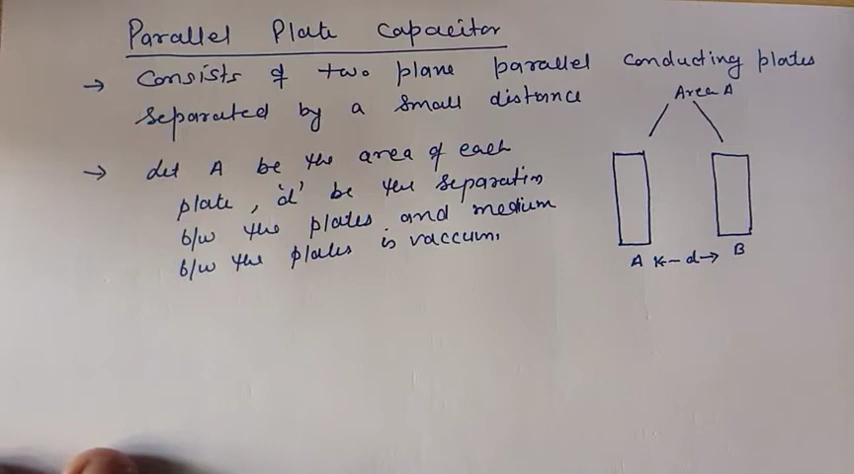 Parallel Plate Capacitor
→ Consists of two plane parallel conducting plates
separated by a small distance
Area A
→ Let A be the area of each
plate, 'd' be the separation
b/w the plates and medium
b/w the plates is vaccum.
A ← d → B